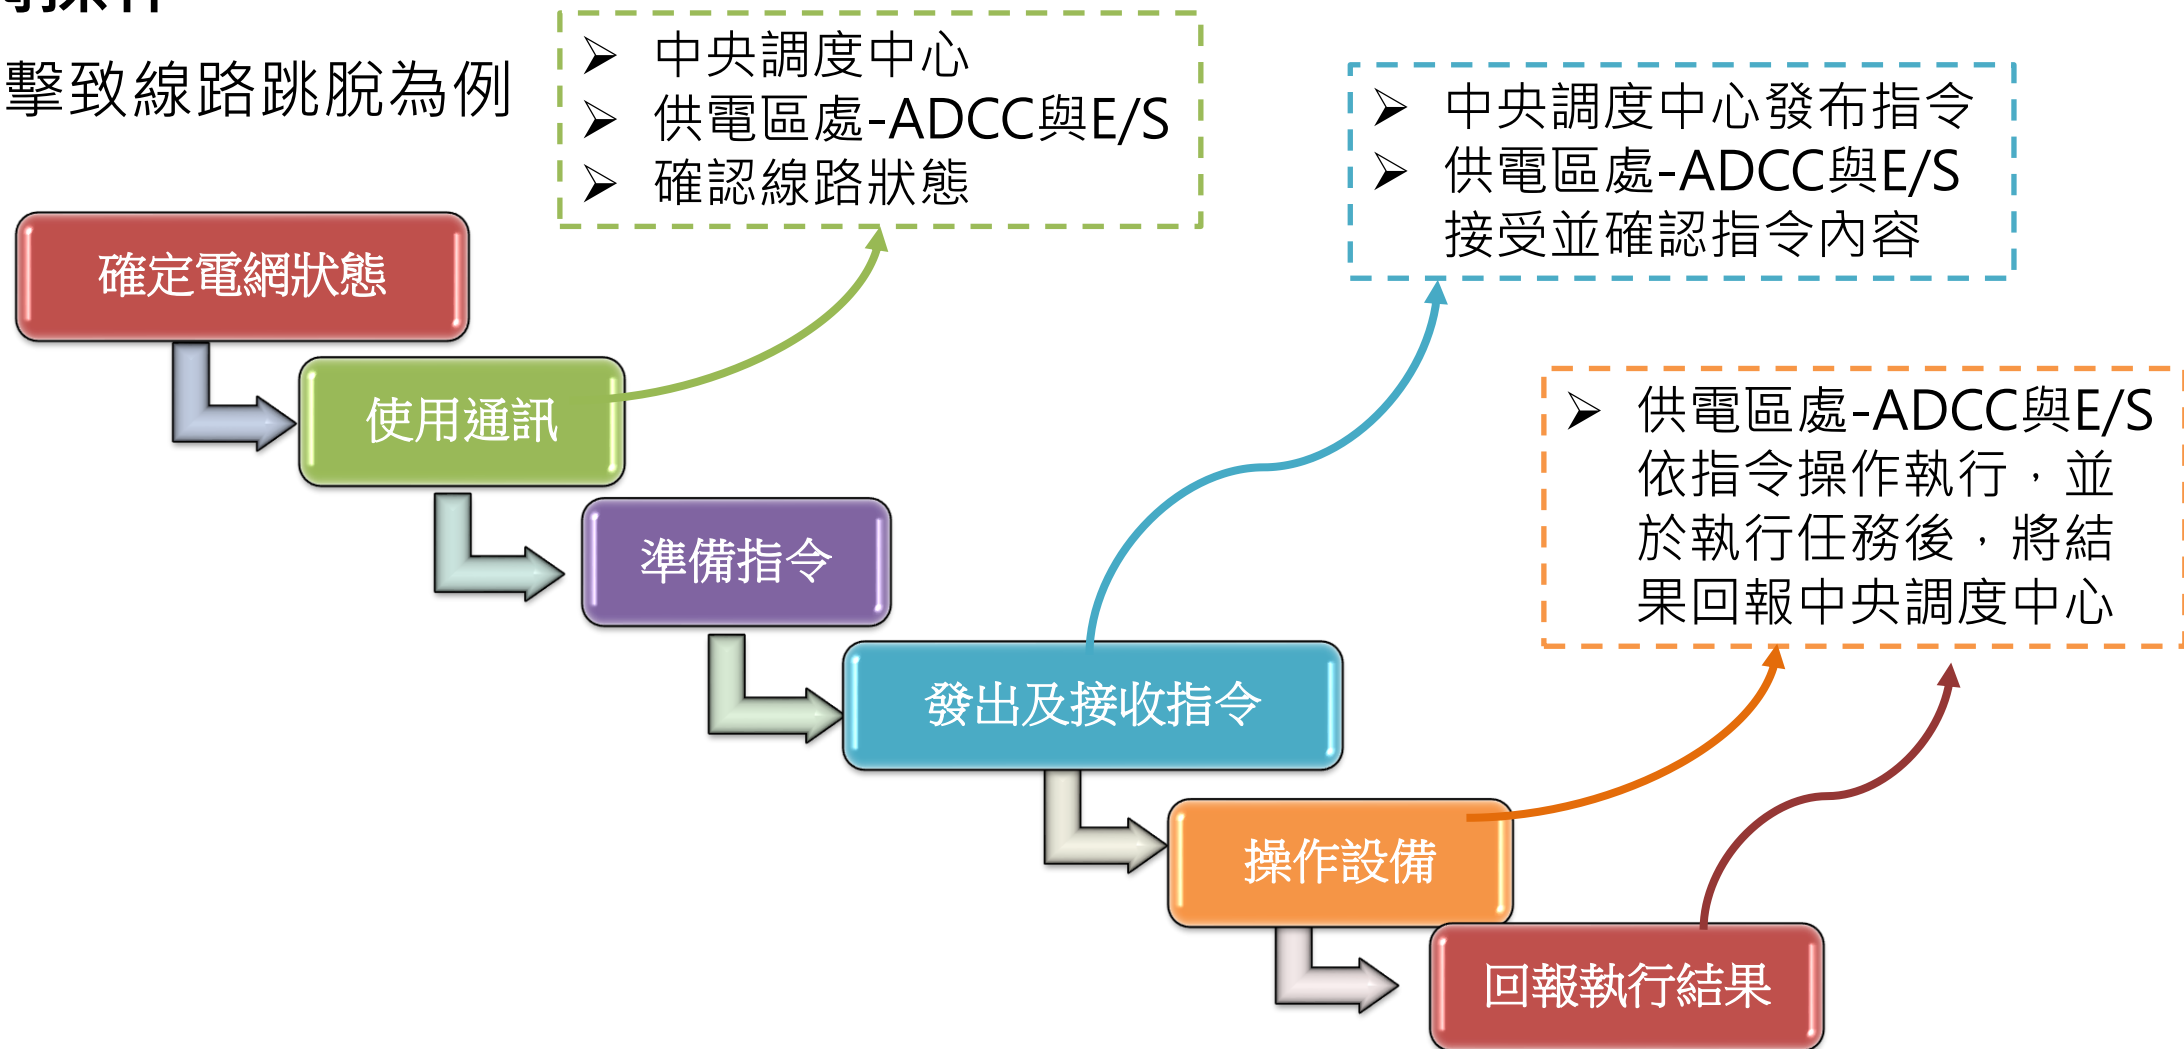 擊致線路跳脫為例
➢ 中央調度中心
➢ 供電區處-ADCC與E/S
➢ 確認線路狀態
➢ 中央調度中心發布指令
➢ 供電區處-ADCC與E/S
接受並確認指令內容
確定電網狀態
使用通訊
➢ 供電區處-ADCC與E/S
依指令操作執行，並
於執行任務後，將結
果回報中央調度中心
準備指令
發出及接收指令
操作設備
回報執行結果